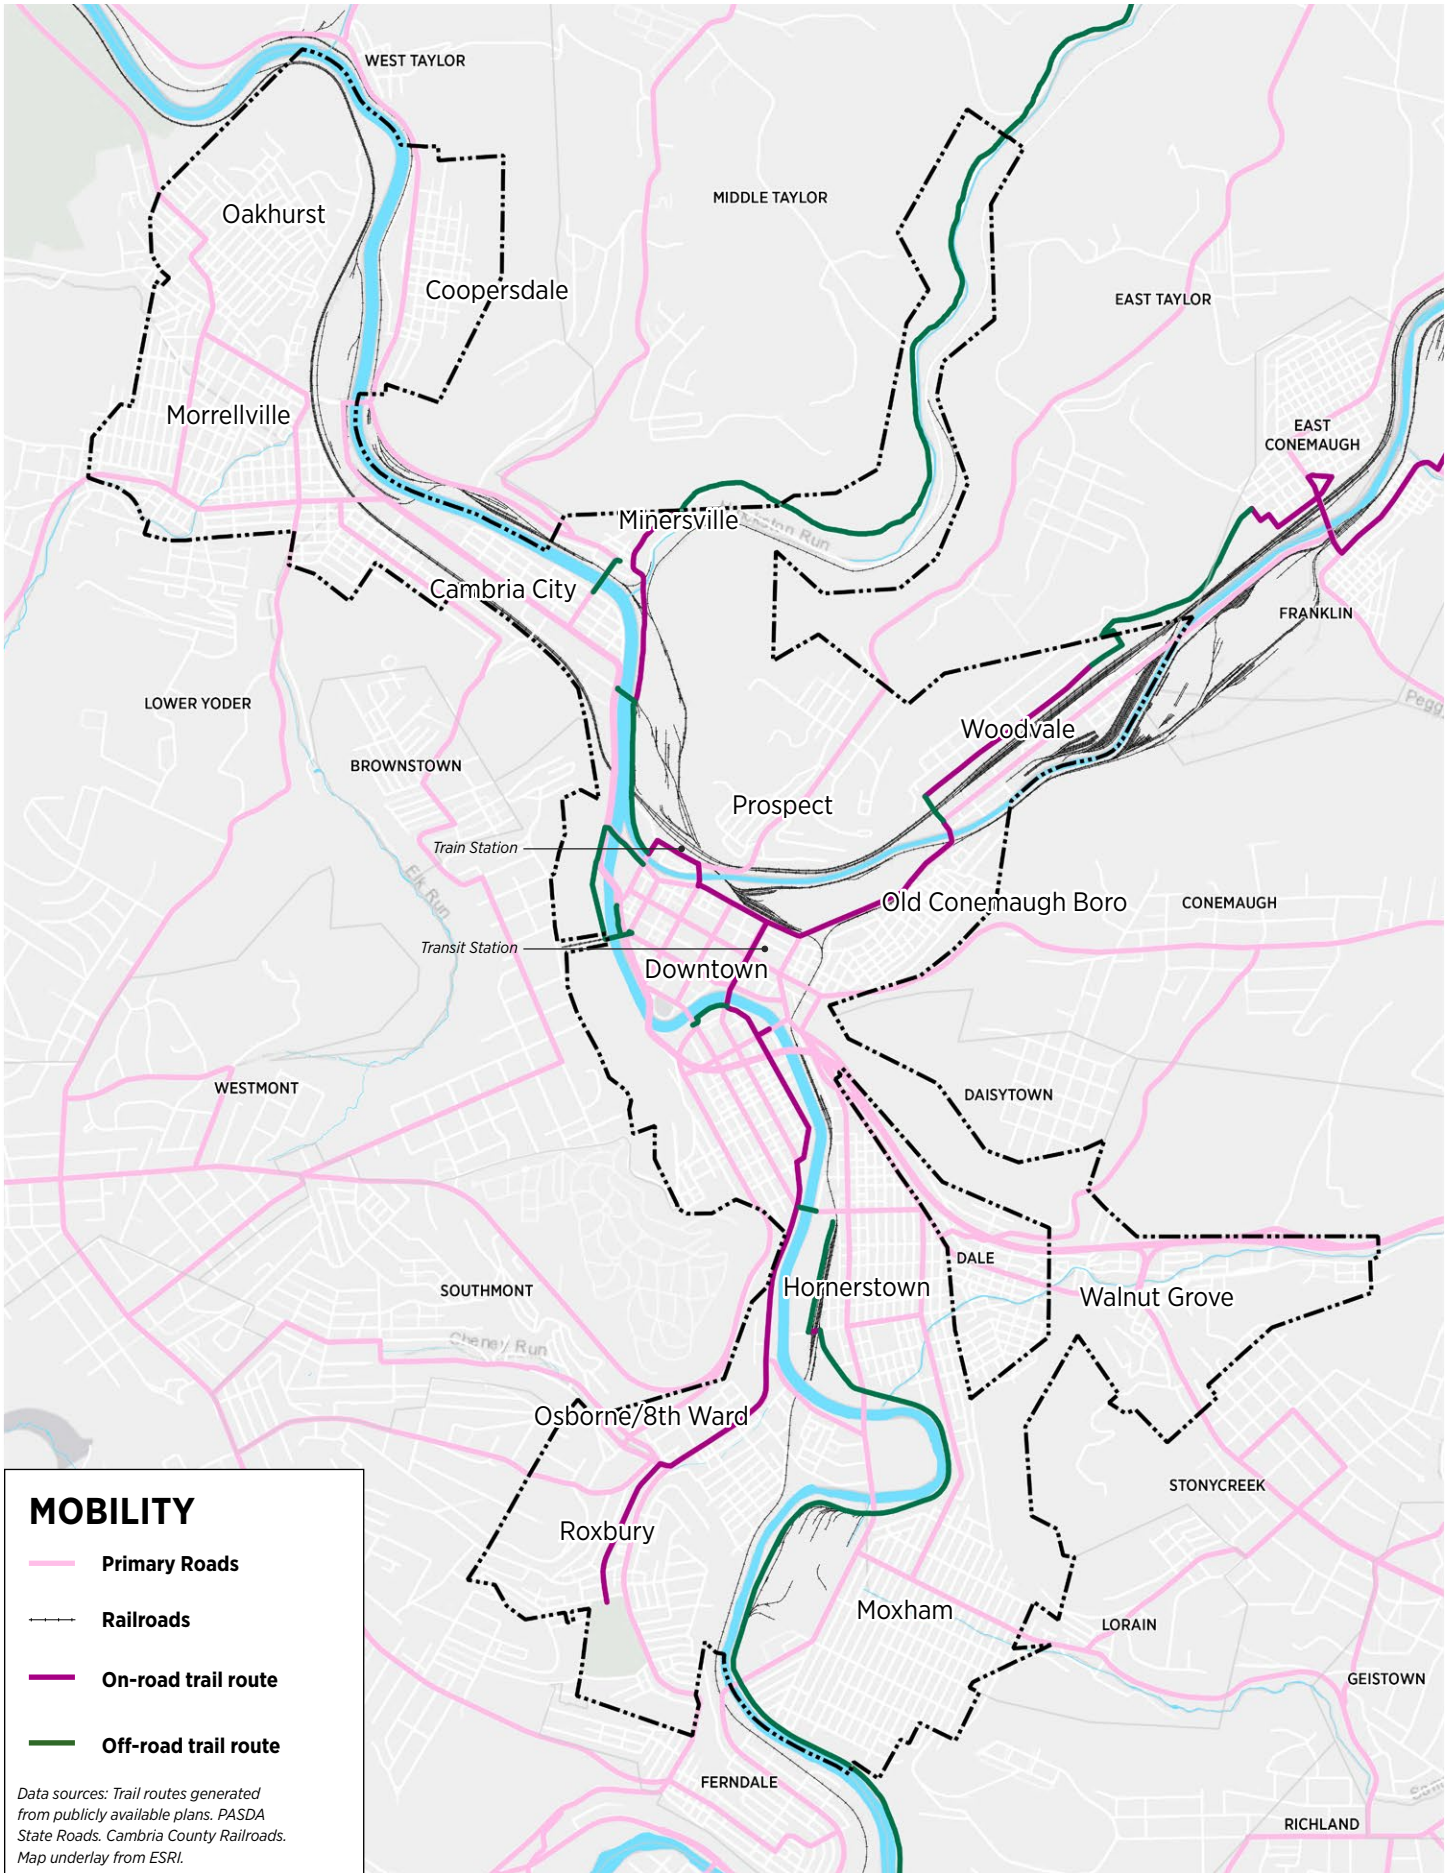 WEST TAYLOR
MIDDLE TAYLOR
Oakhurst
Coopersdale
EAST TAYLOR
Morrellville
EAST
CONEMAUGH
Minersville
Run
Cambria City
FRANKLIN
LOWER YODER
Woodvale
BROWNSTOWN
Prospect
Train Station
Elk Run
Old Conemaugh Boro
CONEMAUGH
Transit Station
Downtown
WESTMONT
DAISYTOWN
DALE
SOUTHMONT
Hornerstown
Walnut Grove
Cheney Run
Osborne/8th Ward
STONYCREEK
Roxbury
Moxham
LORAIN
GEISTOWN
FERNDALE
RICHLAND
MOBILITY
Primary Roads
Railroads
On-road trail route
Off-road trail route
Data sources: Trail routes generated
from publicly available plans. PASDA
State Roads. Cambria County Railroads.
Map underlay from ESRI.